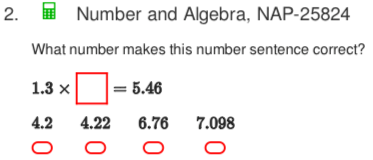 2. Number and Algebra, NAP-25824
What number makes this number sentence correct?
1.3 × = 5.46
4.2 4.22 6.76 7.098